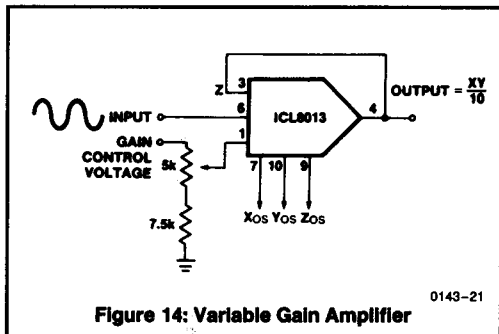 Z
3
6
1
ICL8013
4
OUTPUT = XY/10
INPUT
GAIN
CONTROL
VOLTAGE
5k
7.5k
7
10
9
XOS YOS ZOS
0143-21
Figure 14: Variable Gain Amplifier